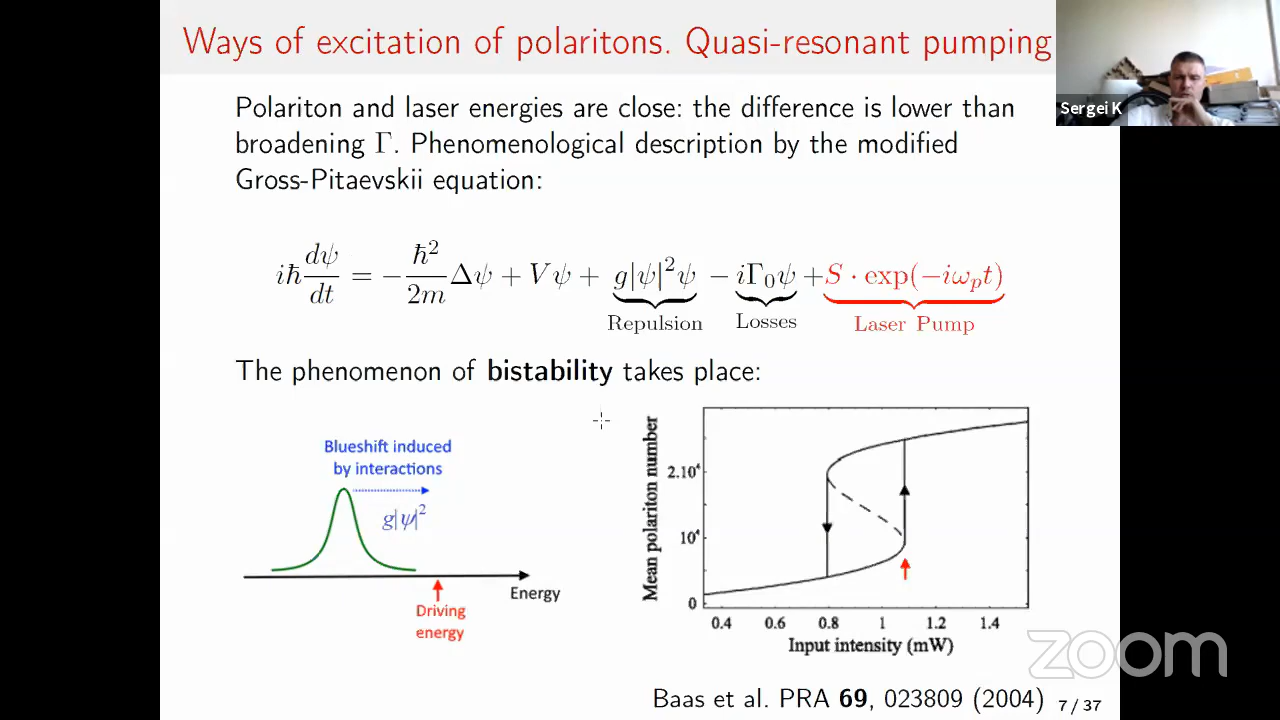 Ways of excitation of polaritons. Quasi-resonant pumping
Sergei K
Polariton and laser energies are close: the difference is lower than
broadening Γ. Phenomenological description by the modified
Gross-Pitaevskii equation:
iħ dψ/dt = − ħ²/2m Δψ + Vψ + g|ψ|²ψ − iΓ₀ψ + S · exp(−iωₚt)
Repulsion Losses Laser Pump
The phenomenon of bistability takes place:
Blueshift induced
by interactions
g|ψ|²
Energy
Driving
energy
Mean polariton number
2.10⁴
10⁴
0
0.4 0.6 0.8 1 1.2 1.4
Input intensity (mW)
zoom
Baas et al. PRA 69, 023809 (2004)
7 / 37